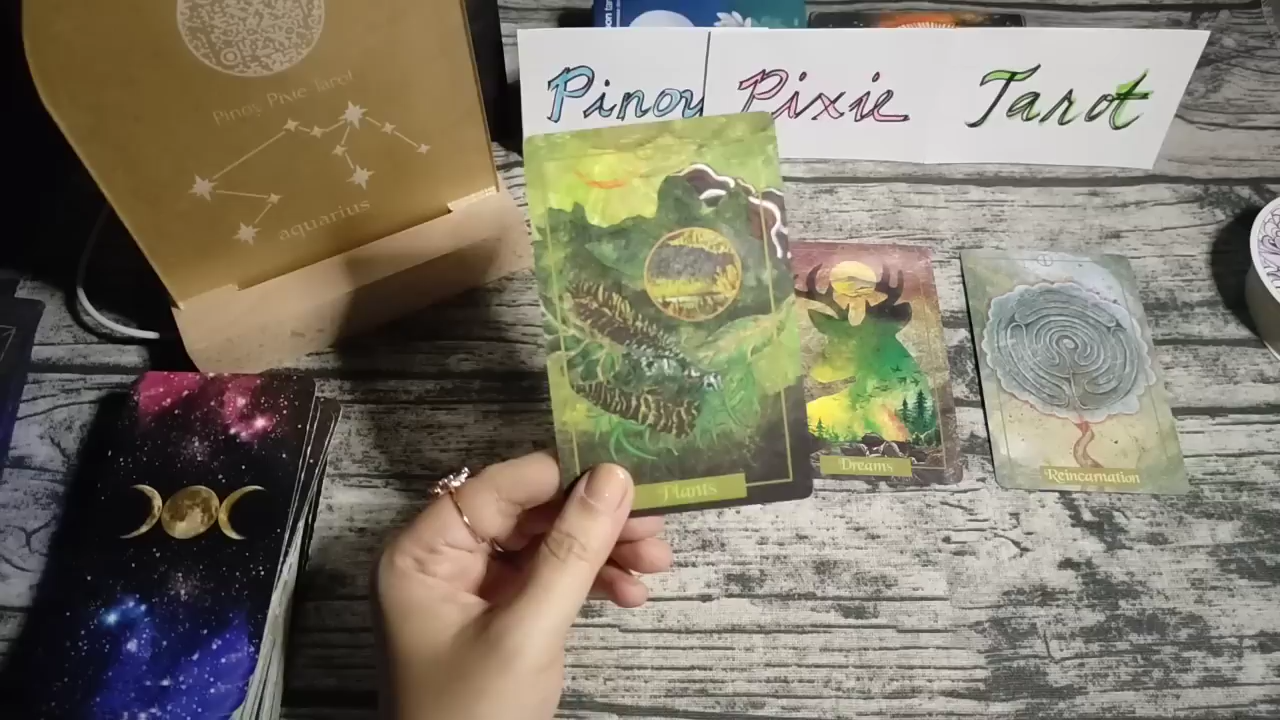 Pinoy Pixie Tarot
Pinoy Pixie Tarot
aquarius
Plants
Dreams
Reincarnation